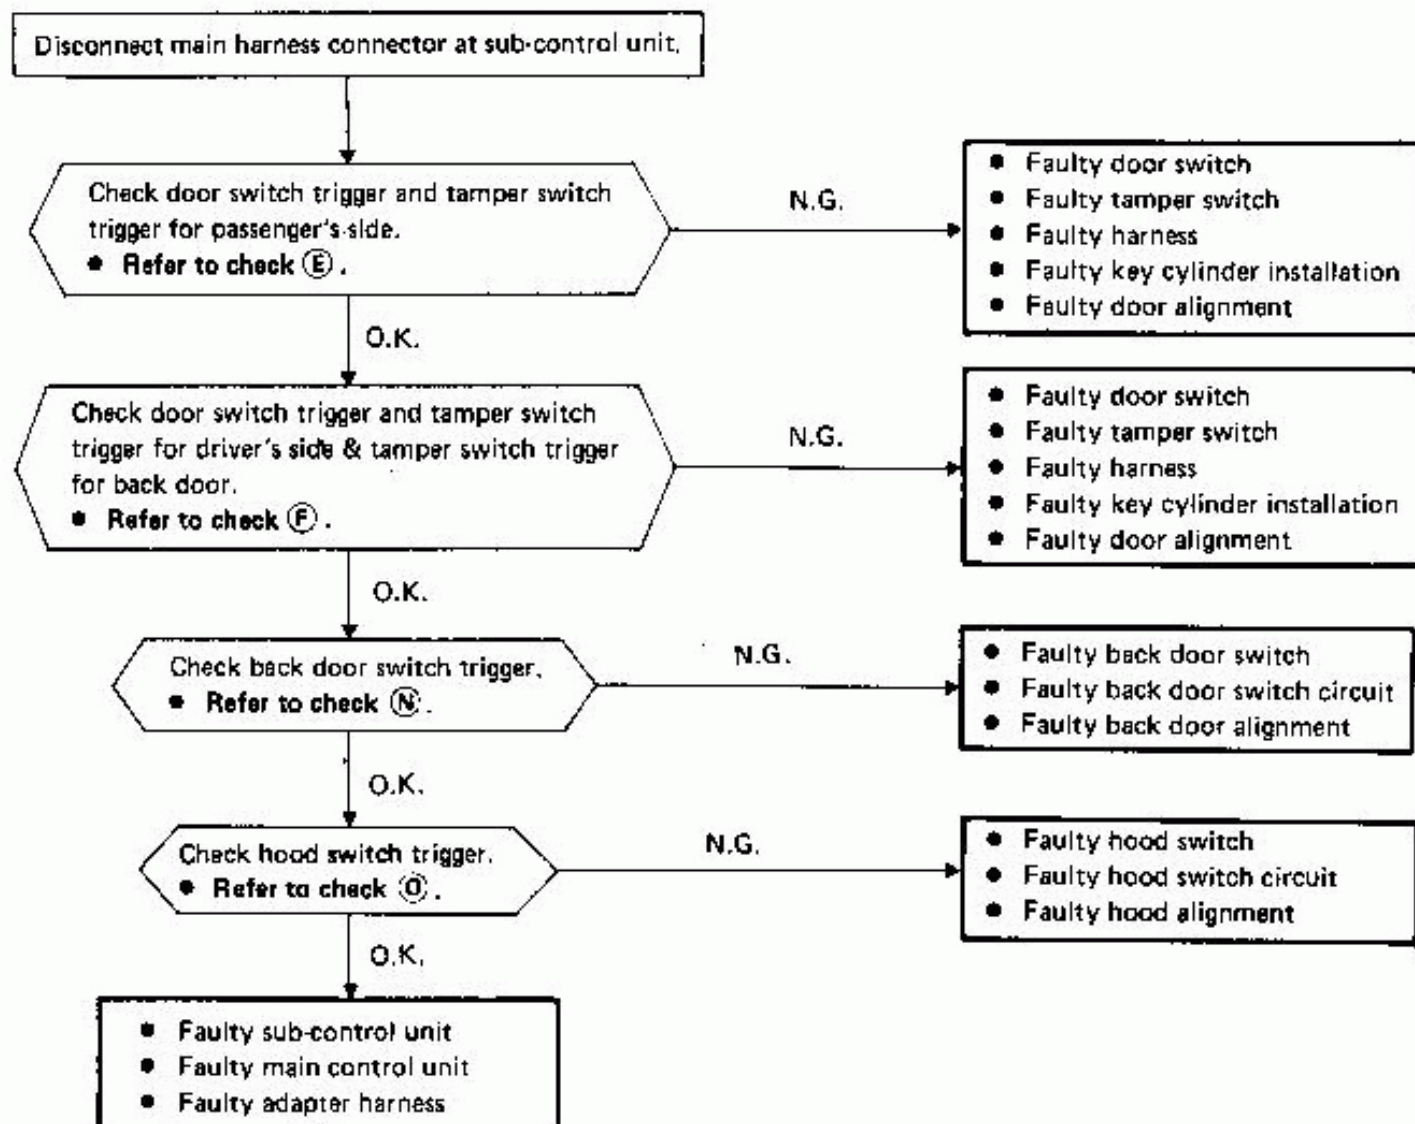 Disconnect main harness connector at sub-control unit.
Check door switch trigger and tamper switch
trigger for passenger's side.
● Refer to check Ⓔ.
N.G.
● Faulty door switch
● Faulty tamper switch
● Faulty harness
● Faulty key cylinder installation
● Faulty door alignment
O.K.
Check door switch trigger and tamper switch
trigger for driver's side & tamper switch trigger
for back door.
● Refer to check Ⓕ.
N.G.
● Faulty door switch
● Faulty tamper switch
● Faulty harness
● Faulty key cylinder installation
● Faulty door alignment
O.K.
Check back door switch trigger.
● Refer to check Ⓝ.
N.G.
● Faulty back door switch
● Faulty back door switch circuit
● Faulty back door alignment
O.K.
Check hood switch trigger.
● Refer to check Ⓞ.
N.G.
● Faulty hood switch
● Faulty hood switch circuit
● Faulty hood alignment
O.K.
● Faulty sub-control unit
● Faulty main control unit
● Faulty adapter harness